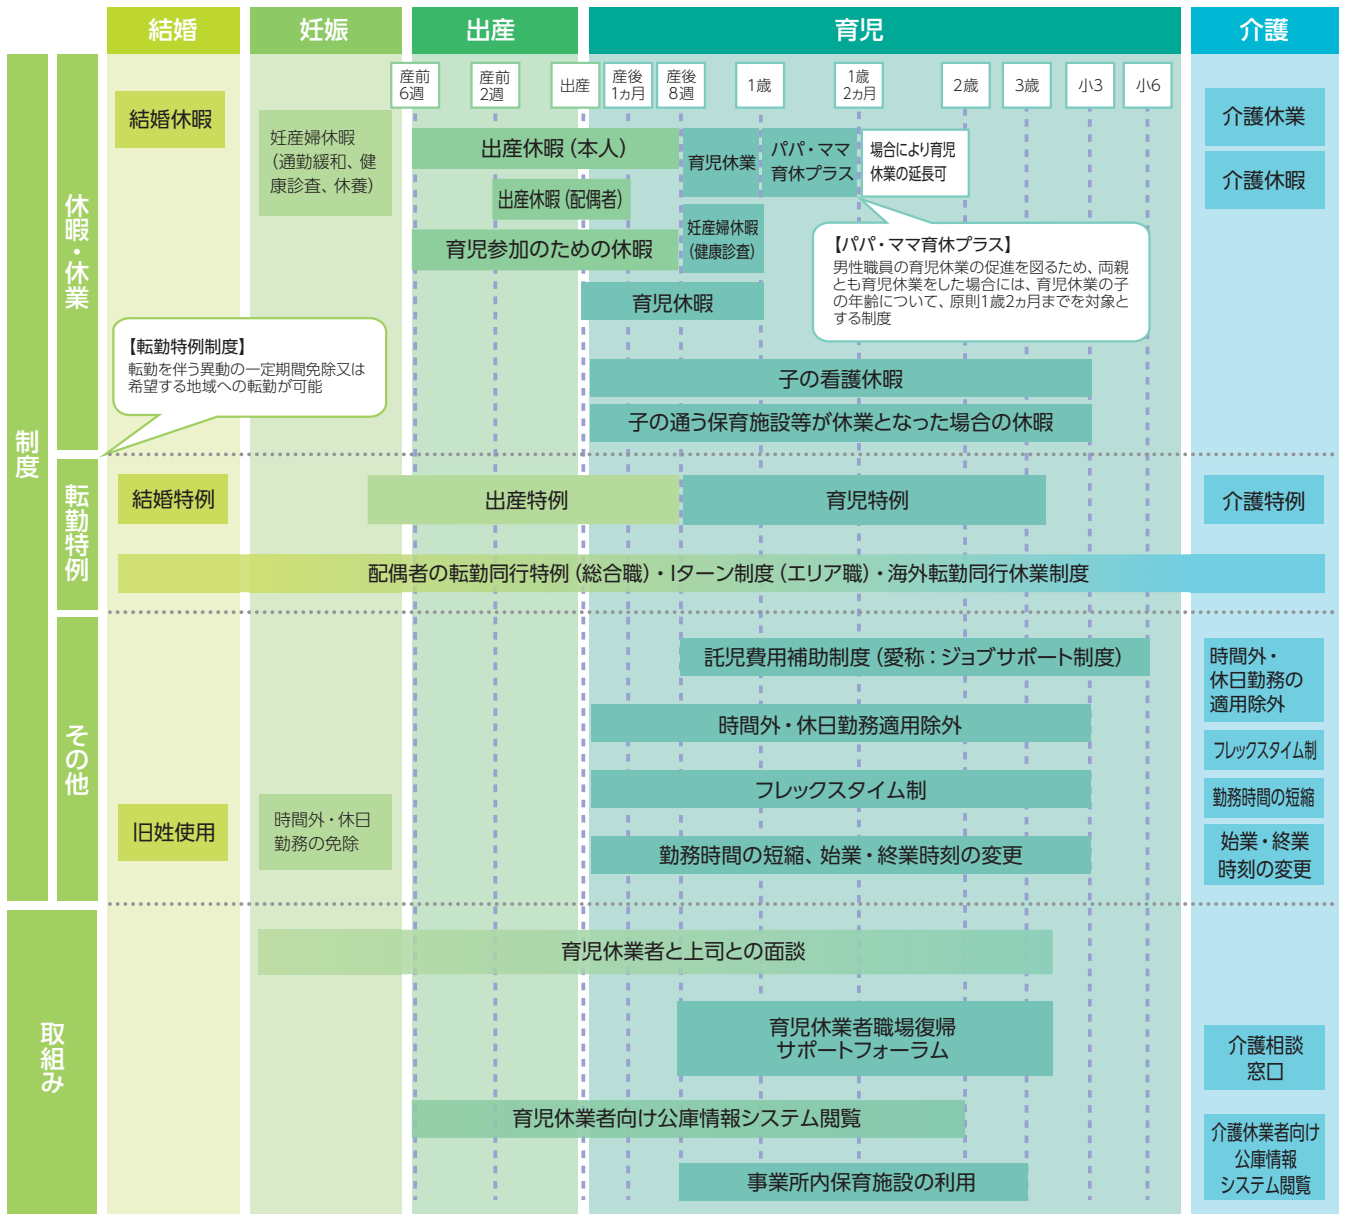 結婚
妊娠
出産
育児
介護
産前
6週
産前
2週
出産
産後
1ヵ月
産後
8週
1歳
1歳
2ヵ月
2歳
3歳
小3
小6
制度
休暇・休業
結婚休暇
妊産婦休暇
（通勤緩和、健
康診査、休養）
出産休暇（本人）
出産休暇（配偶者）
育児参加のための休暇
育児休業
パパ・ママ
育休プラス
場合により育児
休業の延長可
妊産婦休暇
（健康診査）
育児休暇
【パパ・ママ育休プラス】
男性職員の育児休業の促進を図るため、両親
とも育児休業をした場合には、育児休業の子
の年齢について、原則1歳2ヵ月までを対象と
する制度
子の看護休暇
子の通う保育施設等が休業となった場合の休暇
介護休業
介護休暇
【転勤特例制度】
転勤を伴う異動の一定期間免除又は
希望する地域への転勤が可能
転勤特例
結婚特例
出産特例
育児特例
介護特例
配偶者の転勤同行特例（総合職）・Iターン制度（エリア職）・海外転勤同行休業制度
その他
旧姓使用
時間外・休日
勤務の免除
託児費用補助制度（愛称：ジョブサポート制度）
時間外・休日勤務適用除外
フレックスタイム制
勤務時間の短縮、始業・終業時刻の変更
時間外・
休日勤務の
適用除外
フレックスタイム制
勤務時間の短縮
始業・終業
時刻の変更
取組み
育児休業者と上司との面談
育児休業者職場復帰
サポートフォーラム
育児休業者向け公庫情報システム閲覧
事業所内保育施設の利用
介護相談
窓口
介護休業者向け
公庫情報
システム閲覧